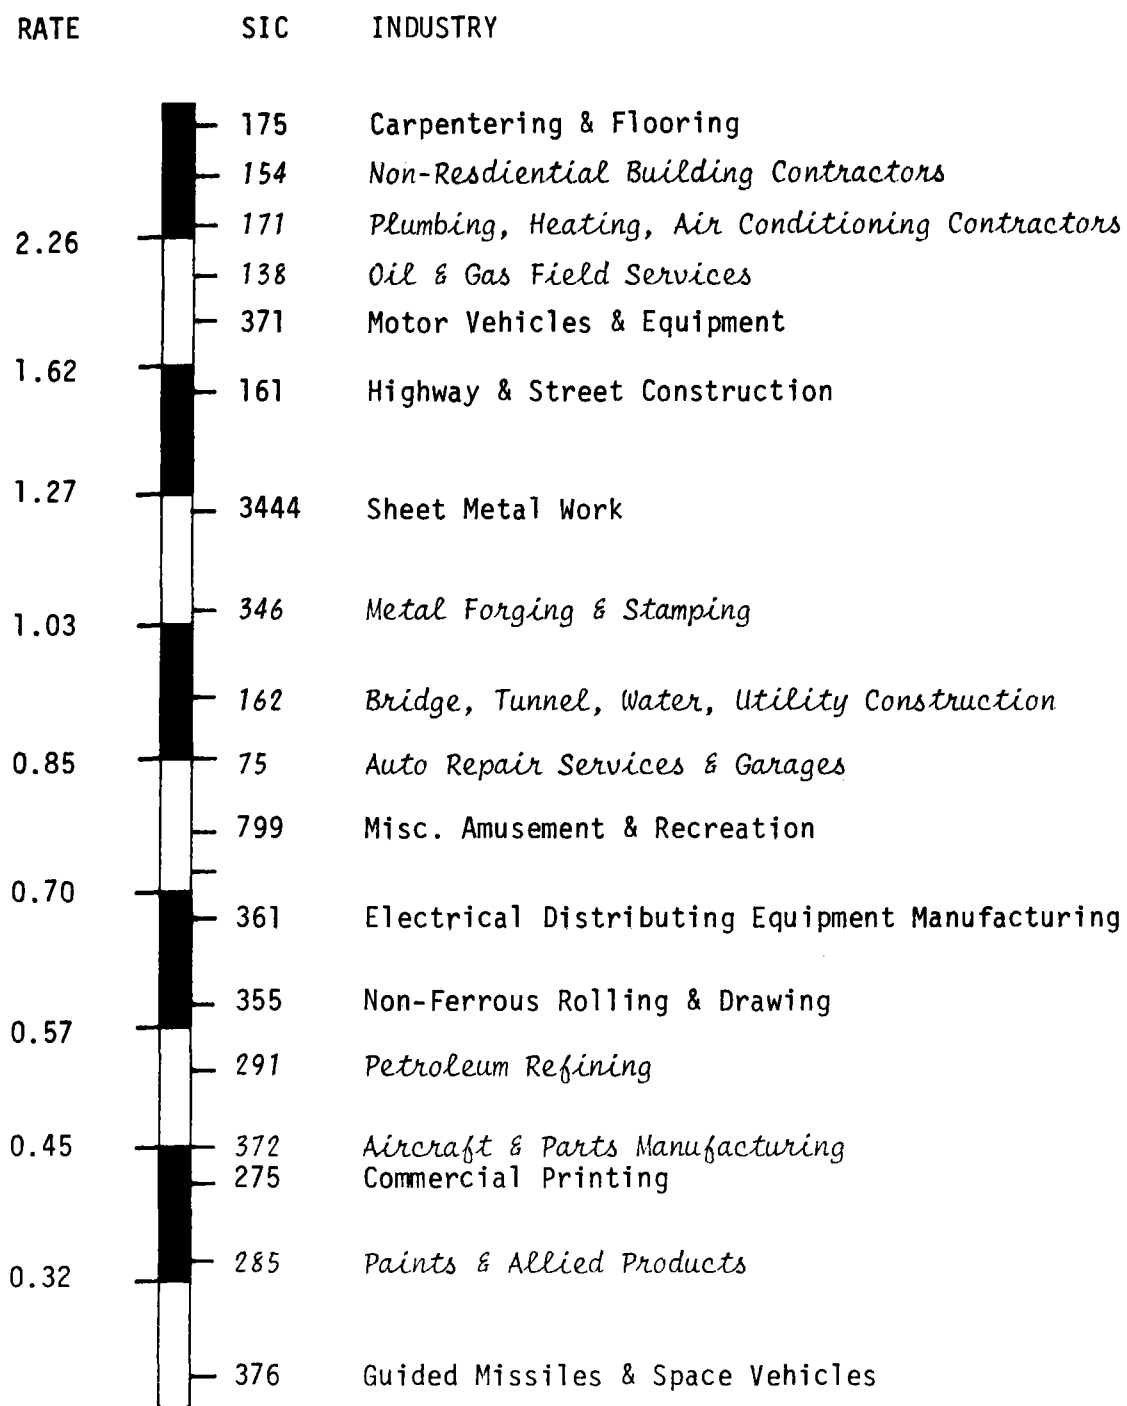 RATE SIC INDUSTRY
175 Carpentering & Flooring
154 Non-Resdiential Building Contractors
171 Plumbing, Heating, Air Conditioning Contractors
2.26
138 Oil & Gas Field Services
371 Motor Vehicles & Equipment
1.62
161 Highway & Street Construction
1.27
3444 Sheet Metal Work
346 Metal Forging & Stamping
1.03
162 Bridge, Tunnel, Water, Utility Construction
0.85 75 Auto Repair Services & Garages
799 Misc. Amusement & Recreation
0.70
361 Electrical Distributing Equipment Manufacturing
355 Non-Ferrous Rolling & Drawing
0.57
291 Petroleum Refining
0.45 372 Aircraft & Parts Manufacturing
275 Commercial Printing
285 Paints & Allied Products
0.32
376 Guided Missiles & Space Vehicles